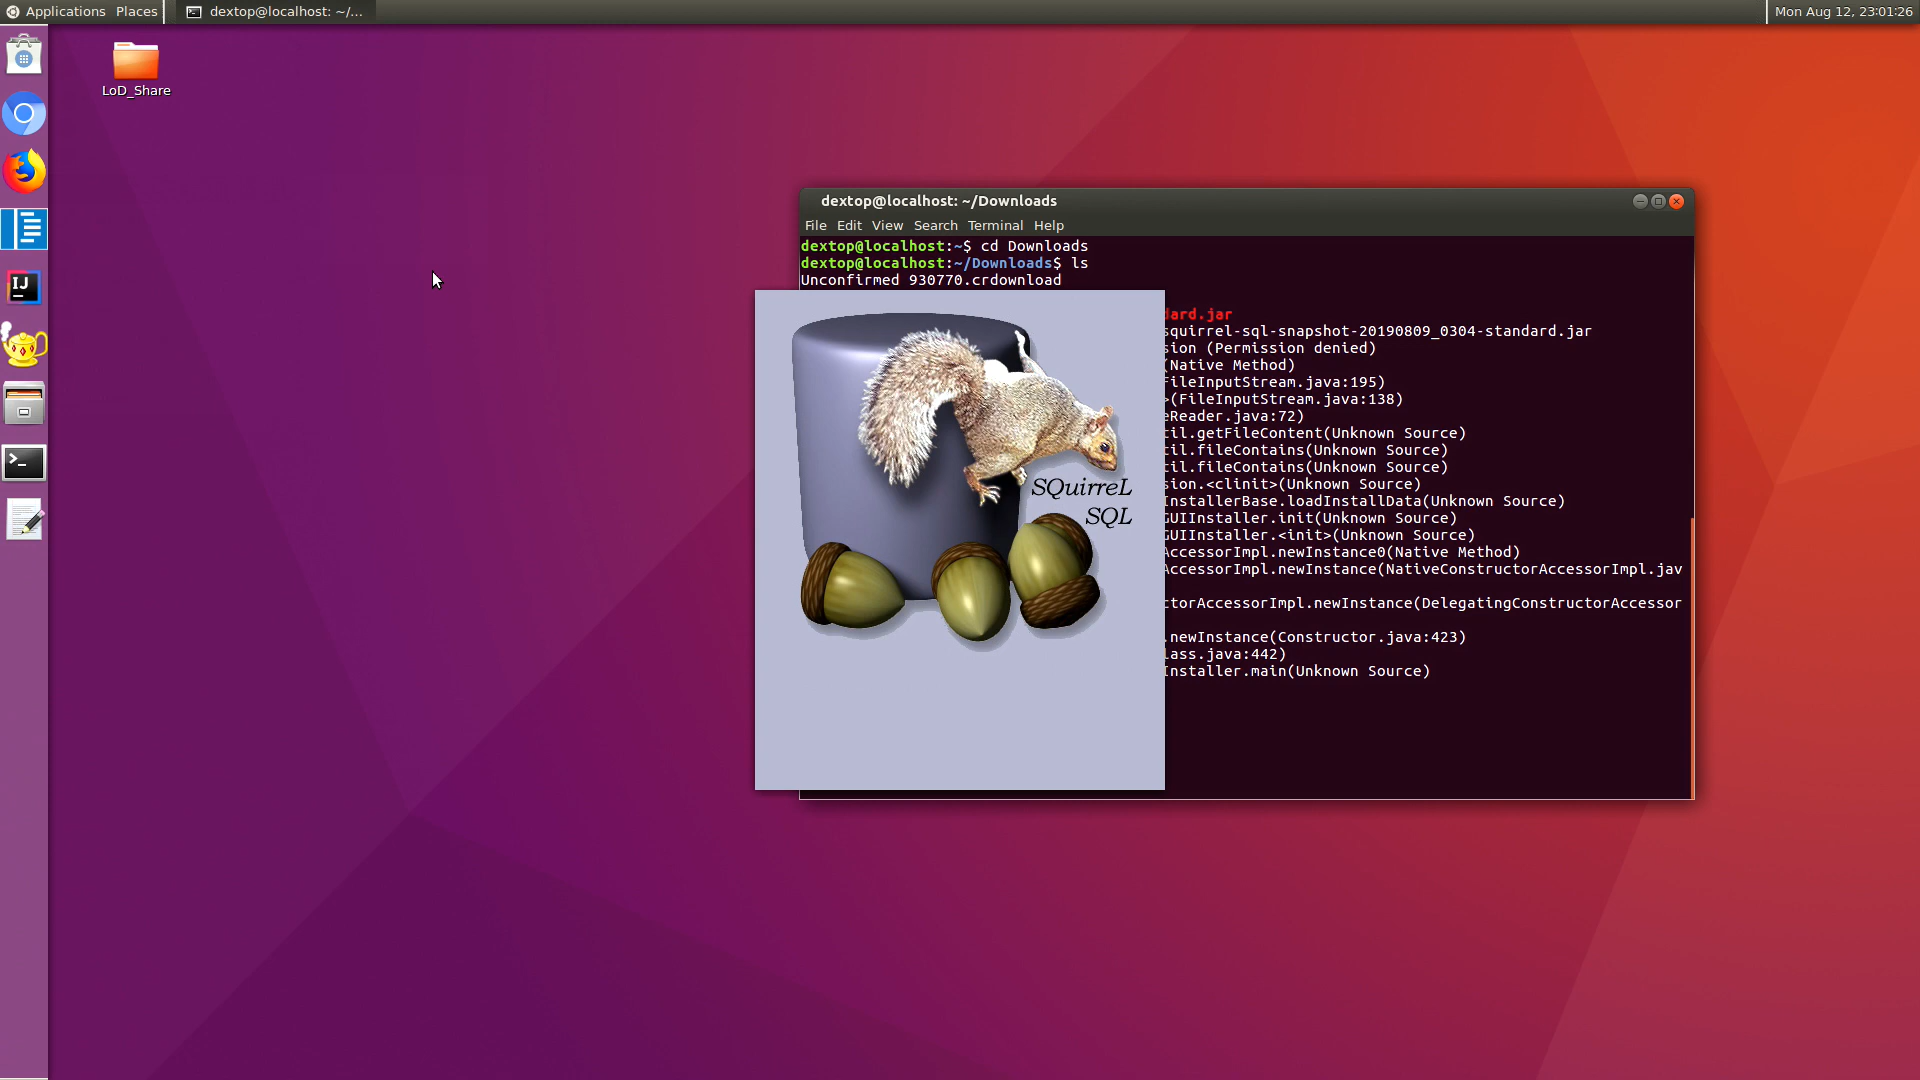 Applications Places dextop@localhost: ~/... Mon Aug 12, 23:01:26
LoD_Share
dextop@localhost: ~/Downloads
File Edit View Search Terminal Help
dextop@localhost:~$ cd Downloads
dextop@localhost:~/Downloads$ ls
Unconfirmed 930770.crdownload
dard.jar
squirrel-sql-snapshot-20190809_0304-standard.jar
sion (Permission denied)
(Native Method)
FileInputStream.java:195)
>(FileInputStream.java:138)
eReader.java:72)
til.getFileContent(Unknown Source)
til.fileContains(Unknown Source)
til.fileContains(Unknown Source)
sion.<clinit>(Unknown Source)
InstallerBase.loadInstallData(Unknown Source)
GUIInstaller.init(Unknown Source)
GUIInstaller.<init>(Unknown Source)
AccessorImpl.newInstance0(Native Method)
AccessorImpl.newInstance(NativeConstructorAccessorImpl.jav
ctorAccessorImpl.newInstance(DelegatingConstructorAccessor
.newInstance(Constructor.java:423)
lass.java:442)
Installer.main(Unknown Source)
SQuirreL
SQL
IJ
>_